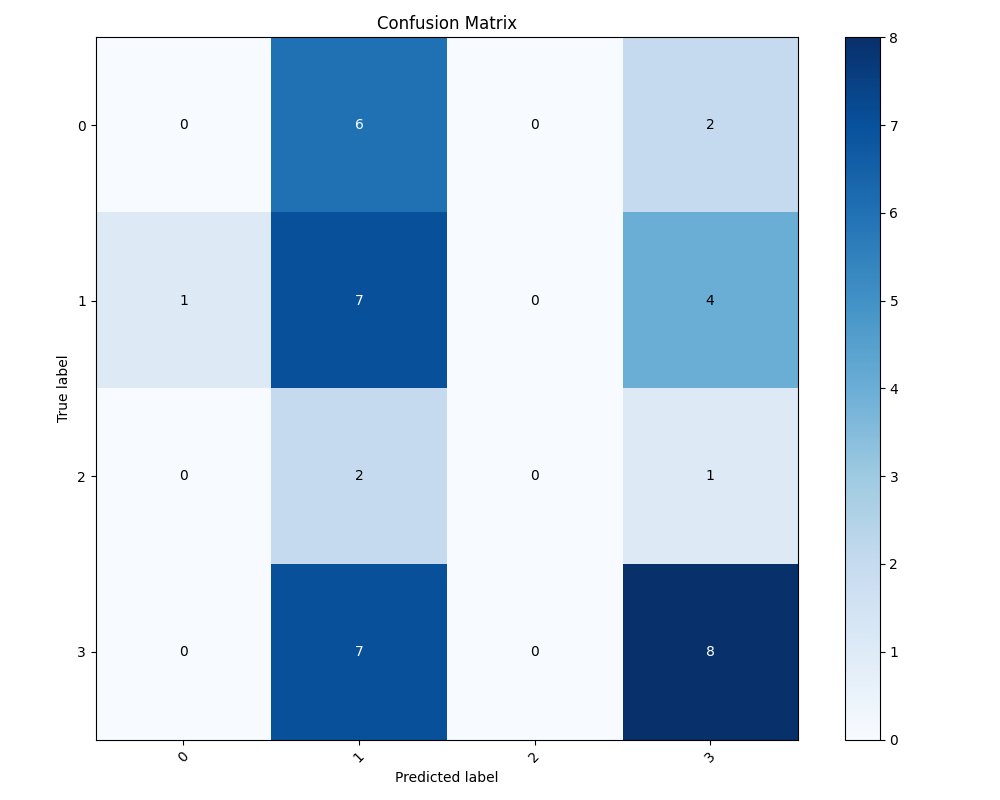 Confusion Matrix
True label
0 0 6 0 2
1 1 7 0 4
2 0 2 0 1
3 0 7 0 8
0 1 2 3
Predicted label
8
7
6
5
4
3
2
1
0